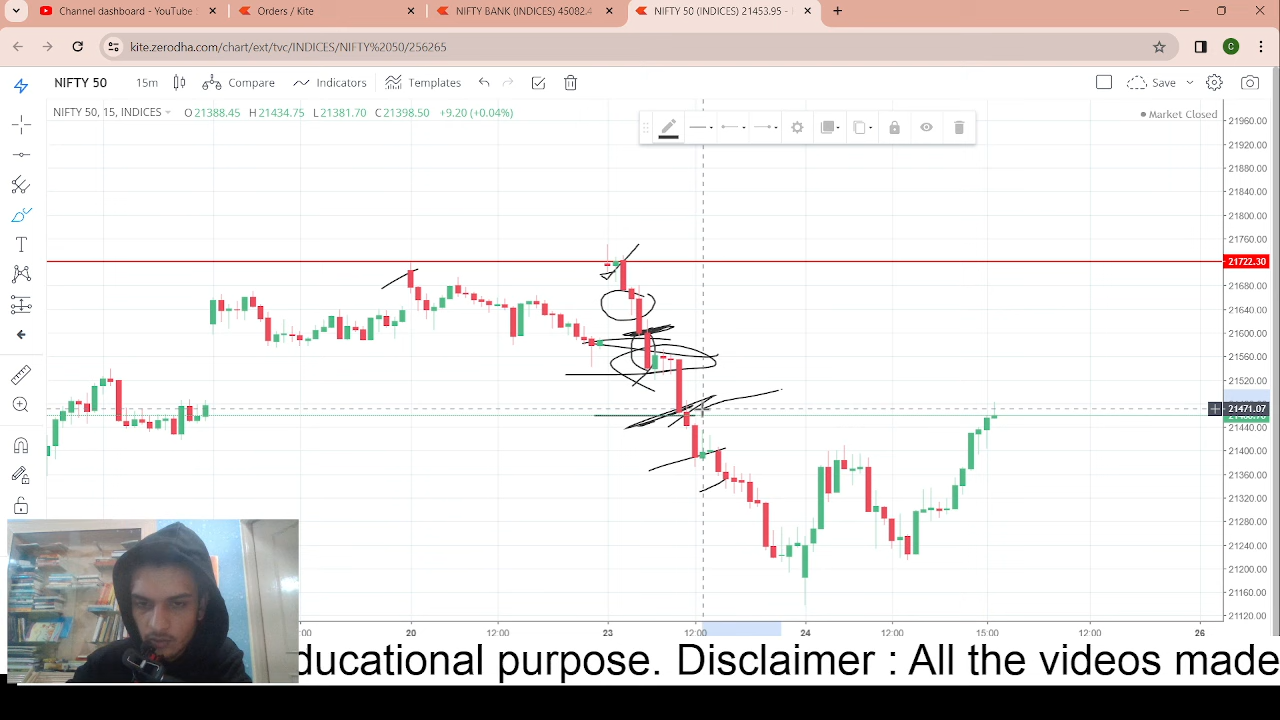 Channel dashboard - YouTube
Orders / Kite
NIFTY BANK (INDICES) 45082.4
NIFTY 50 (INDICES) 21453.95 -
kite.zerodha.com/chart/ext/tvc/INDICES/NIFTY%2050/256265
C
NIFTY 50
15m
Compare
Indicators
Templates
Save
NIFTY 50, 15, INDICES
O21388.45 H21434.75 L21381.70 C21398.50 +9.20 (+0.04%)
Market Closed
21960.00
21920.00
21880.00
21840.00
21800.00
21760.00
21722.30
21680.00
21640.00
21600.00
21560.00
21520.00
21471.07
21440.00
21400.00
21360.00
21320.00
21280.00
21240.00
21200.00
21160.00
21120.00
:00 20 12:00 23 12:00 24 12:00 15:00 12:00 26
ducational purpose. Disclaimer : All the videos made